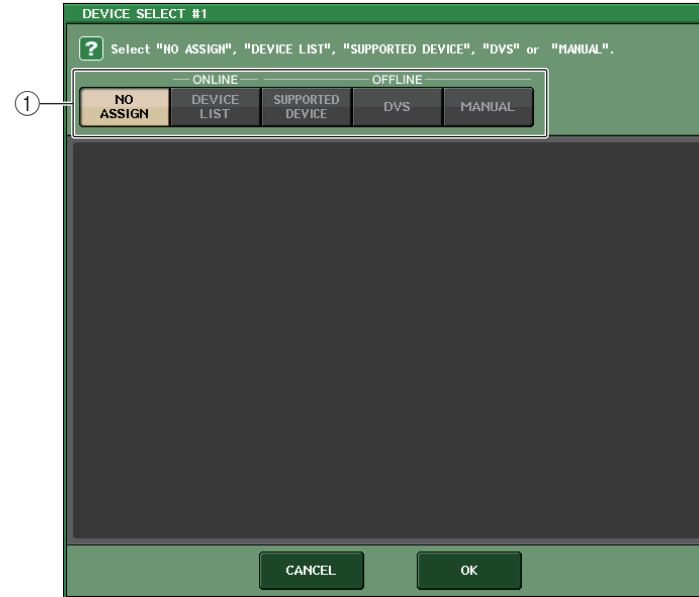 DEVICE SELECT #1
? Select "NO ASSIGN", "DEVICE LIST", "SUPPORTED DEVICE", "DVS" or "MANUAL".
ONLINE OFFLINE
1
NO ASSIGN
DEVICE LIST
SUPPORTED DEVICE
DVS
MANUAL
CANCEL
OK